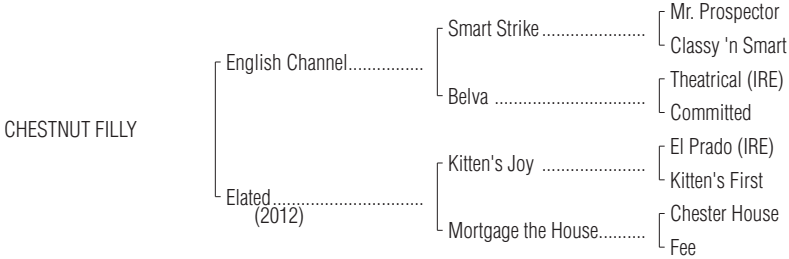 Mr. Prospector
Smart Strike......................
Classy 'n Smart
English Channel................
Theatrical (IRE)
Belva ................................
Committed
CHESTNUT FILLY
El Prado (IRE)
Kitten's Joy ......................
Kitten's First
Elated................................
(2012)
Chester House
Mortgage the House..........
Fee